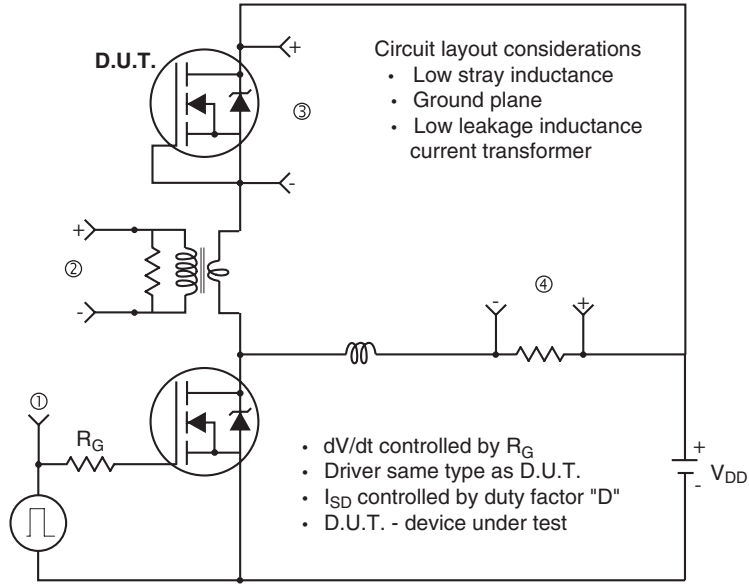 D.U.T.
+
③
-
Circuit layout considerations
• Low stray inductance
• Ground plane
• Low leakage inductance
current transformer
+
②
-
-
④
+
①
R_G
• dV/dt controlled by R_G
• Driver same type as D.U.T.
• I_SD controlled by duty factor "D"
• D.U.T. - device under test
+
V_DD
-